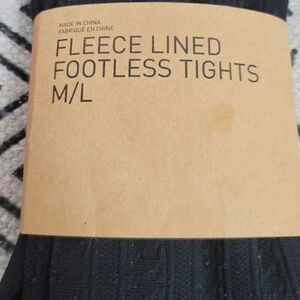 MADE IN CHINA
FABRIQUÉ EN CHINE
FLEECE LINED
FOOTLESS TIGHTS
M/L